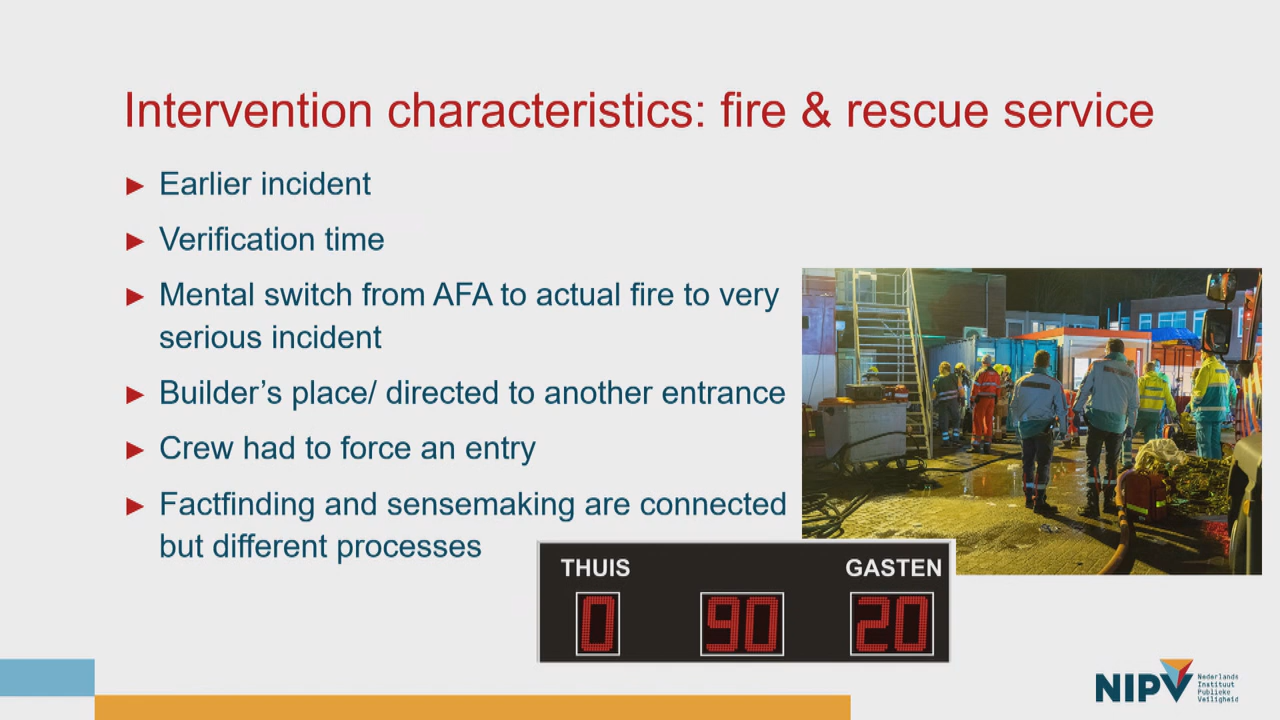 Intervention characteristics: fire & rescue service
► Earlier incident
► Verification time
► Mental switch from AFA to actual fire to very
serious incident
► Builder’s place/ directed to another entrance
► Crew had to force an entry
► Factfinding and sensemaking are connected
but different processes
THUIS
GASTEN
0
90
20
NIPV
Nederlands
Instituut
Publieke
Veiligheid